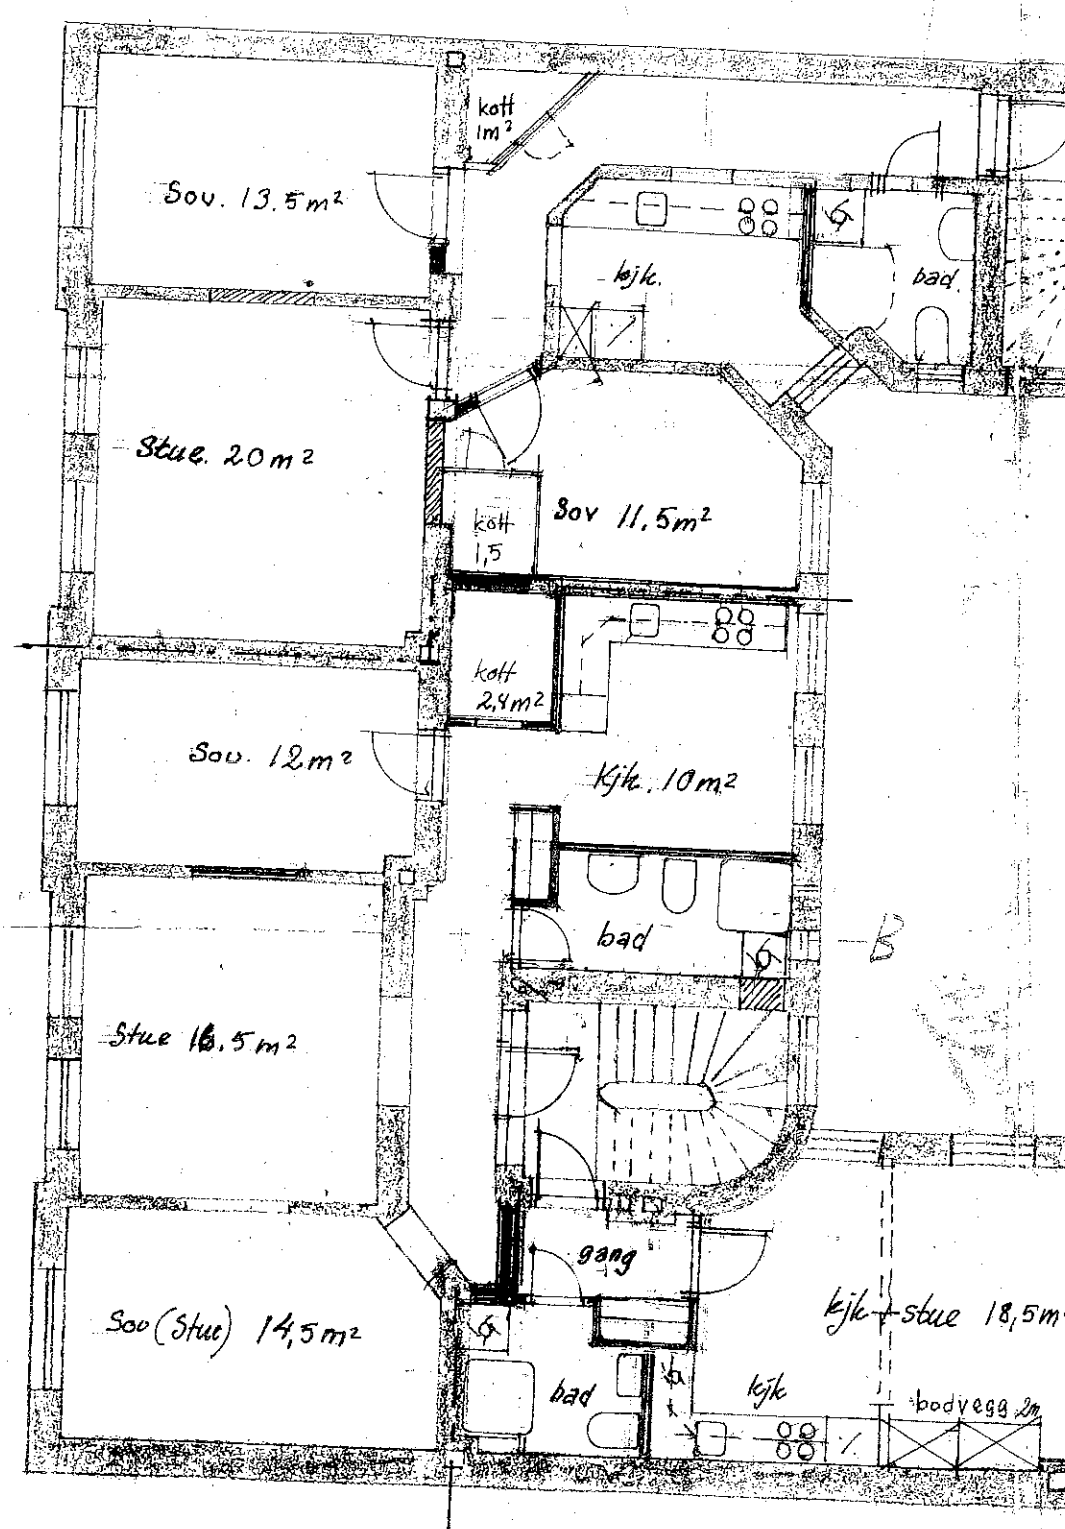 kott
1m²
Sov. 13.5m²
kjk.
bad.
Stue. 20m²
Sov 11,5m²
kott
1,5
kott
2,4m²
Sov. 12m²
Kjk. 10m²
bad
B
Stue 16.5m²
gang
Sov (Stue) 14,5m²
kjk + stue 18,5m²
bad
kjk
bodvegg 2m